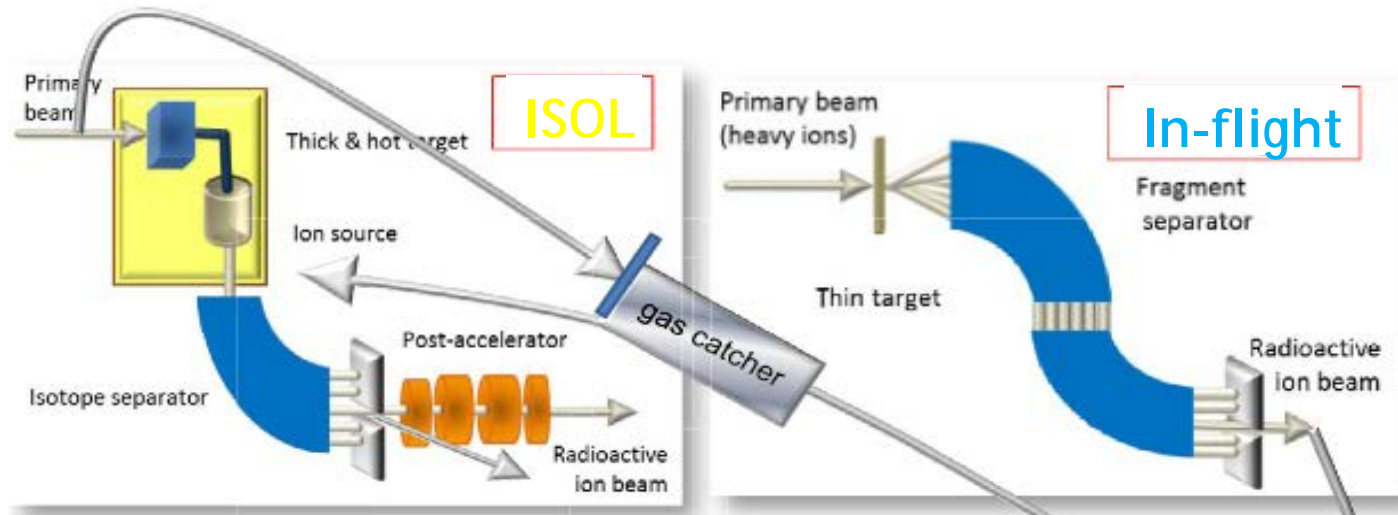 Primary
beam
ISOL
Thick & hot target
Ion source
Post-accelerator
Isotope separator
Radioactive
ion beam
gas catcher
Primary beam
(heavy ions)
In-flight
Fragment
separator
Thin target
Radioactive
ion beam